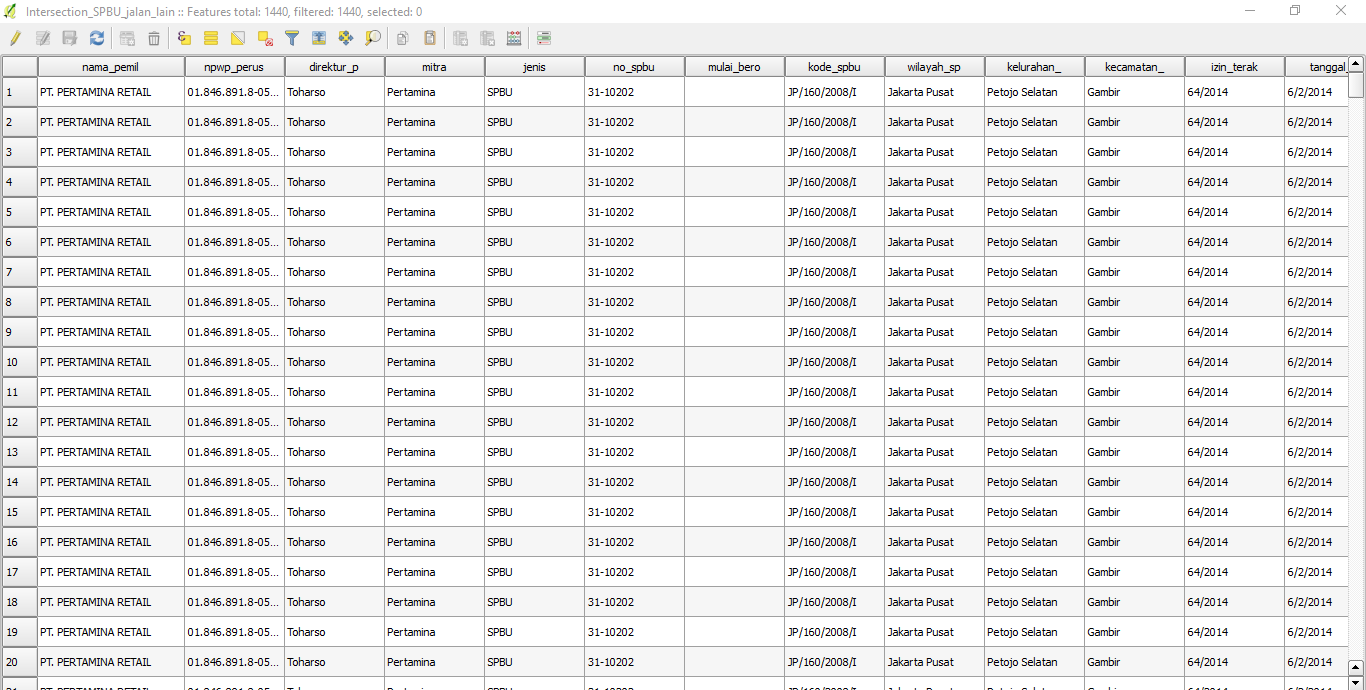 Intersection_SPBU_jalan_lain :: Features total: 1440, filtered: 1440, selected: 0
nama_pemil npwp_perus direktur_p mitra jenis no_spbu mulai_bero kode_spbu wilayah_sp kelurahan_ kecamatan_ izin_terak tanggal_
1 PT. PERTAMINA RETAIL 01.846.891.8-05... Toharso Pertamina SPBU 31-10202 JP/160/2008/I Jakarta Pusat Petojo Selatan Gambir 64/2014 6/2/2014
2 PT. PERTAMINA RETAIL 01.846.891.8-05... Toharso Pertamina SPBU 31-10202 JP/160/2008/I Jakarta Pusat Petojo Selatan Gambir 64/2014 6/2/2014
3 PT. PERTAMINA RETAIL 01.846.891.8-05... Toharso Pertamina SPBU 31-10202 JP/160/2008/I Jakarta Pusat Petojo Selatan Gambir 64/2014 6/2/2014
4 PT. PERTAMINA RETAIL 01.846.891.8-05... Toharso Pertamina SPBU 31-10202 JP/160/2008/I Jakarta Pusat Petojo Selatan Gambir 64/2014 6/2/2014
5 PT. PERTAMINA RETAIL 01.846.891.8-05... Toharso Pertamina SPBU 31-10202 JP/160/2008/I Jakarta Pusat Petojo Selatan Gambir 64/2014 6/2/2014
6 PT. PERTAMINA RETAIL 01.846.891.8-05... Toharso Pertamina SPBU 31-10202 JP/160/2008/I Jakarta Pusat Petojo Selatan Gambir 64/2014 6/2/2014
7 PT. PERTAMINA RETAIL 01.846.891.8-05... Toharso Pertamina SPBU 31-10202 JP/160/2008/I Jakarta Pusat Petojo Selatan Gambir 64/2014 6/2/2014
8 PT. PERTAMINA RETAIL 01.846.891.8-05... Toharso Pertamina SPBU 31-10202 JP/160/2008/I Jakarta Pusat Petojo Selatan Gambir 64/2014 6/2/2014
9 PT. PERTAMINA RETAIL 01.846.891.8-05... Toharso Pertamina SPBU 31-10202 JP/160/2008/I Jakarta Pusat Petojo Selatan Gambir 64/2014 6/2/2014
10 PT. PERTAMINA RETAIL 01.846.891.8-05... Toharso Pertamina SPBU 31-10202 JP/160/2008/I Jakarta Pusat Petojo Selatan Gambir 64/2014 6/2/2014
11 PT. PERTAMINA RETAIL 01.846.891.8-05... Toharso Pertamina SPBU 31-10202 JP/160/2008/I Jakarta Pusat Petojo Selatan Gambir 64/2014 6/2/2014
12 PT. PERTAMINA RETAIL 01.846.891.8-05... Toharso Pertamina SPBU 31-10202 JP/160/2008/I Jakarta Pusat Petojo Selatan Gambir 64/2014 6/2/2014
13 PT. PERTAMINA RETAIL 01.846.891.8-05... Toharso Pertamina SPBU 31-10202 JP/160/2008/I Jakarta Pusat Petojo Selatan Gambir 64/2014 6/2/2014
14 PT. PERTAMINA RETAIL 01.846.891.8-05... Toharso Pertamina SPBU 31-10202 JP/160/2008/I Jakarta Pusat Petojo Selatan Gambir 64/2014 6/2/2014
15 PT. PERTAMINA RETAIL 01.846.891.8-05... Toharso Pertamina SPBU 31-10202 JP/160/2008/I Jakarta Pusat Petojo Selatan Gambir 64/2014 6/2/2014
16 PT. PERTAMINA RETAIL 01.846.891.8-05... Toharso Pertamina SPBU 31-10202 JP/160/2008/I Jakarta Pusat Petojo Selatan Gambir 64/2014 6/2/2014
17 PT. PERTAMINA RETAIL 01.846.891.8-05... Toharso Pertamina SPBU 31-10202 JP/160/2008/I Jakarta Pusat Petojo Selatan Gambir 64/2014 6/2/2014
18 PT. PERTAMINA RETAIL 01.846.891.8-05... Toharso Pertamina SPBU 31-10202 JP/160/2008/I Jakarta Pusat Petojo Selatan Gambir 64/2014 6/2/2014
19 PT. PERTAMINA RETAIL 01.846.891.8-05... Toharso Pertamina SPBU 31-10202 JP/160/2008/I Jakarta Pusat Petojo Selatan Gambir 64/2014 6/2/2014
20 PT. PERTAMINA RETAIL 01.846.891.8-05... Toharso Pertamina SPBU 31-10202 JP/160/2008/I Jakarta Pusat Petojo Selatan Gambir 64/2014 6/2/2014